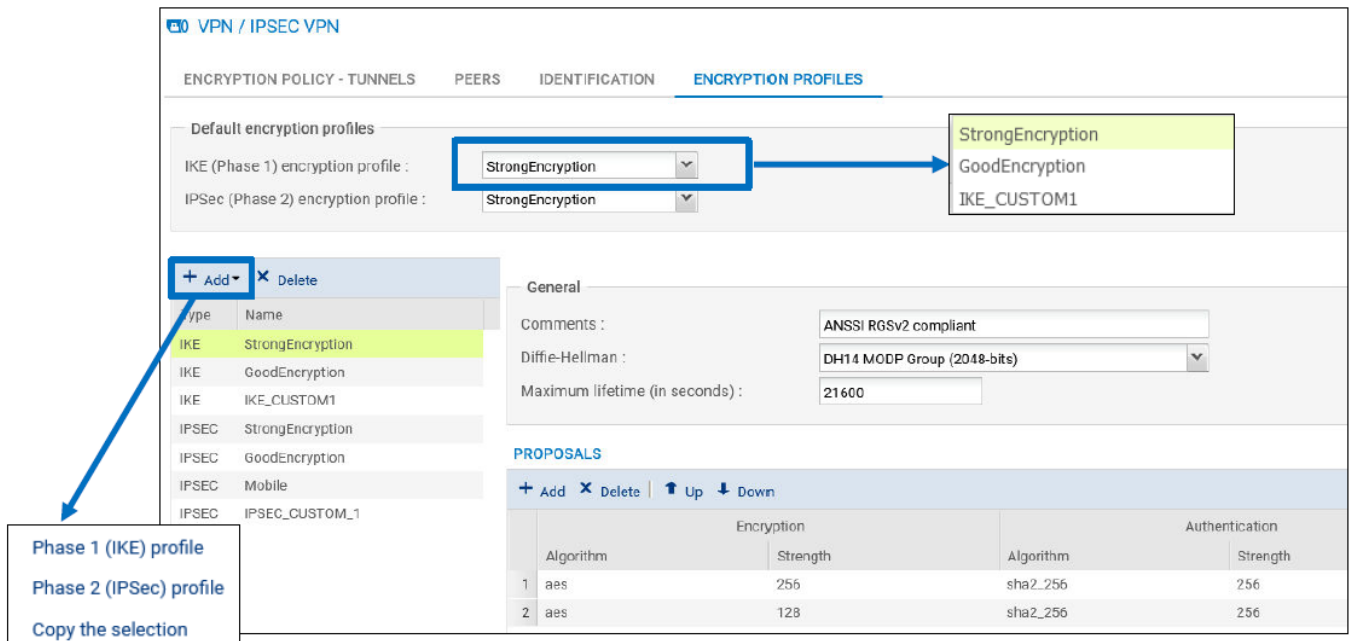 VPN / IPSEC VPN
ENCRYPTION POLICY - TUNNELS PEERS IDENTIFICATION ENCRYPTION PROFILES
Default encryption profiles
IKE (Phase 1) encryption profile : StrongEncryption
IPSec (Phase 2) encryption profile : StrongEncryption
StrongEncryption
GoodEncryption
IKE_CUSTOM1
+ Add Delete
Type Name
IKE StrongEncryption
IKE GoodEncryption
IKE IKE_CUSTOM1
IPSEC StrongEncryption
IPSEC GoodEncryption
IPSEC Mobile
IPSEC IPSEC_CUSTOM_1
Phase 1 (IKE) profile
Phase 2 (IPSec) profile
Copy the selection
General
Comments : ANSSI RGSv2 compliant
Diffie-Hellman : DH14 MODP Group (2048-bits)
Maximum lifetime (in seconds) : 21600
PROPOSALS
+ Add Delete Up Down
Encryption Authentication
Algorithm Strength Algorithm Strength
1 aes 256 sha2_256 256
2 aes 128 sha2_256 256